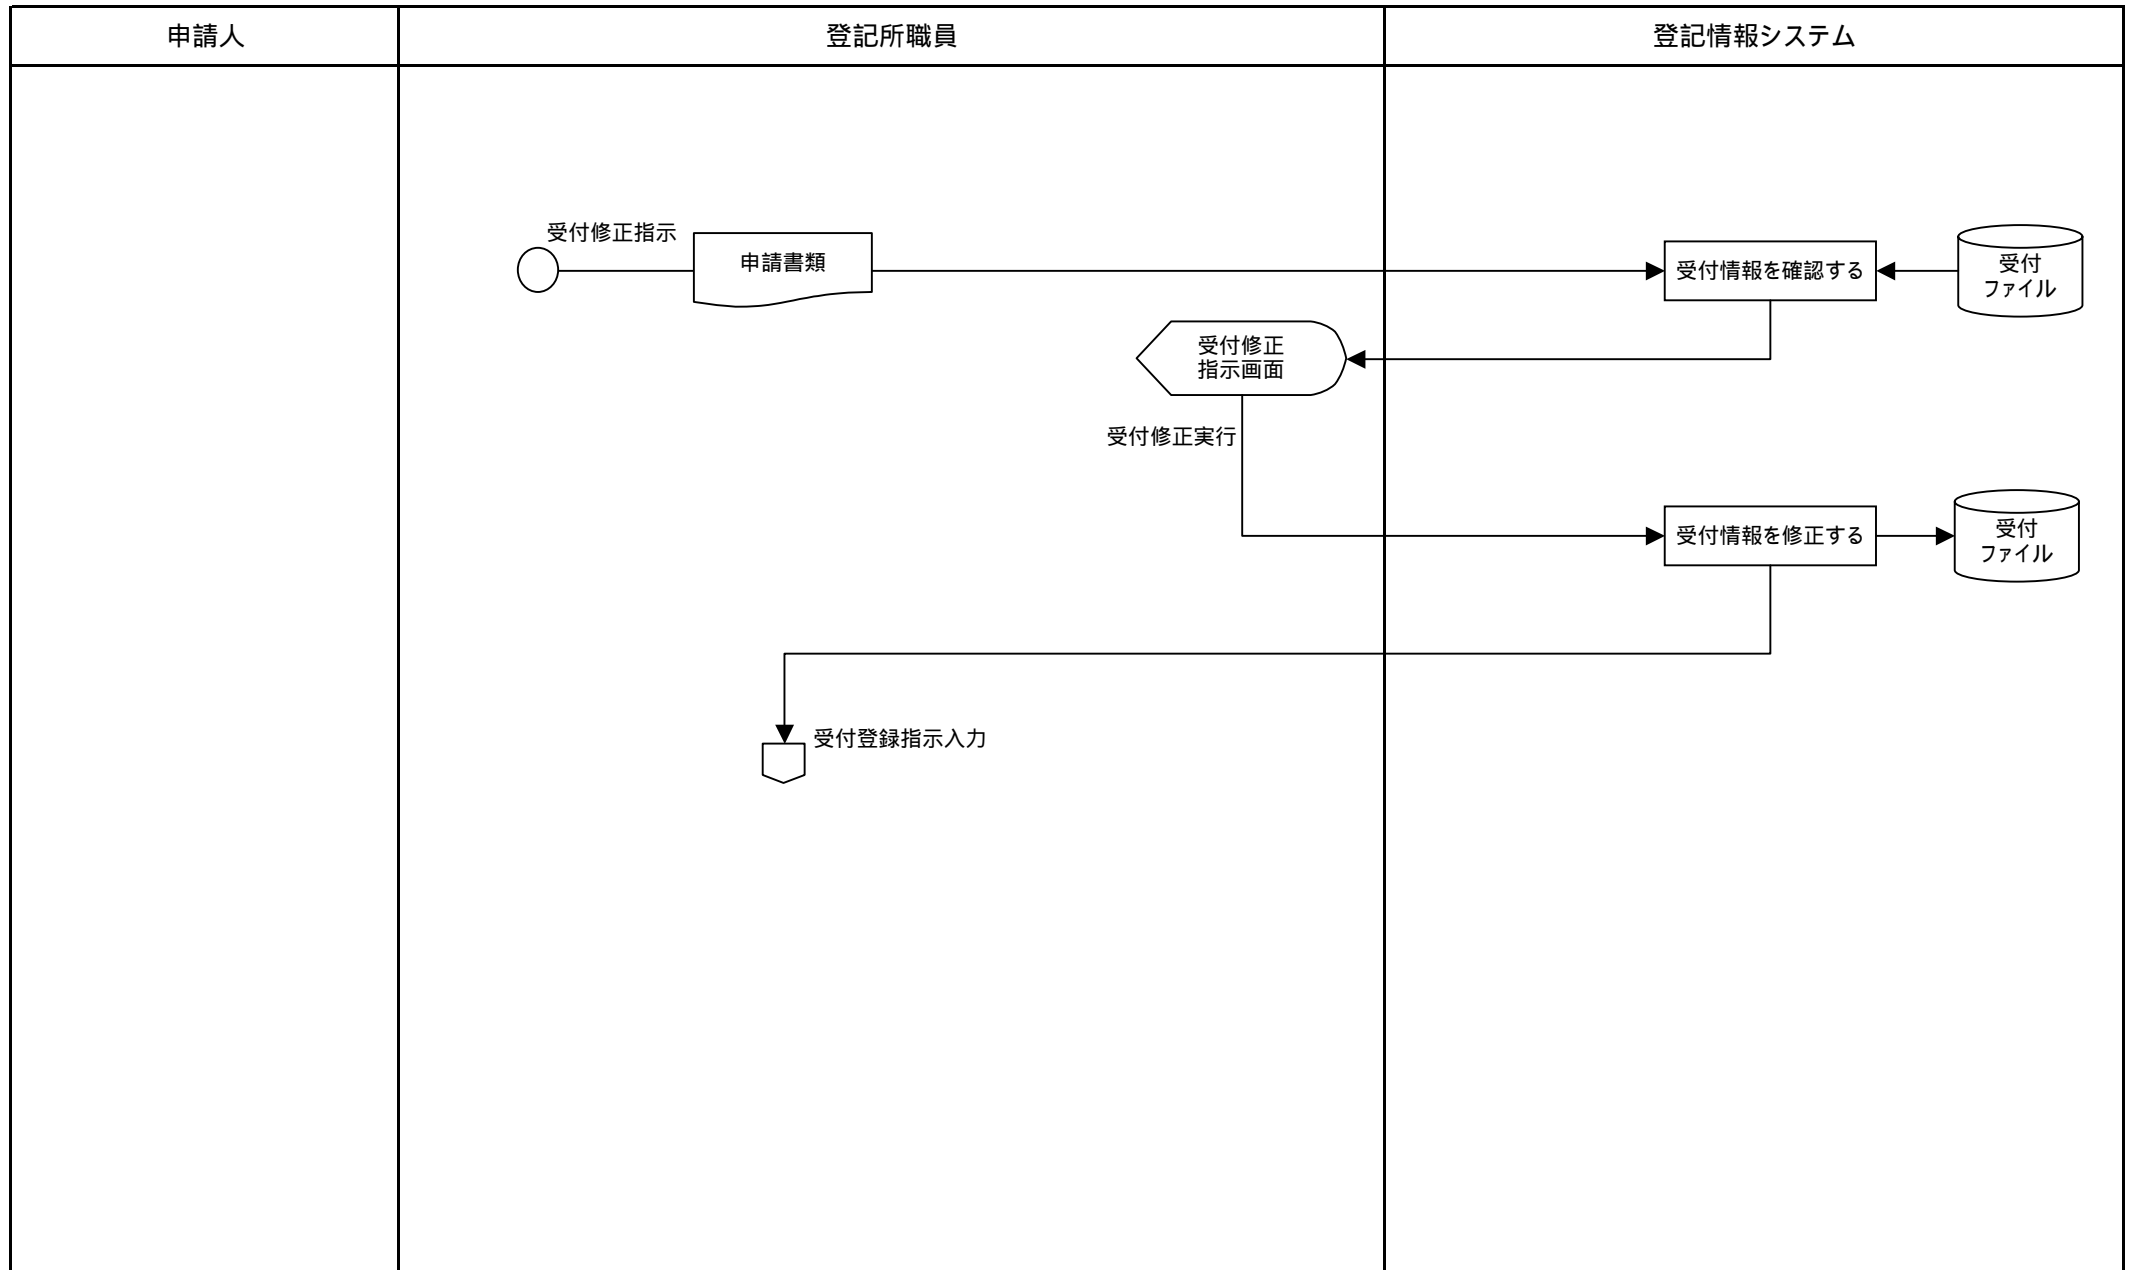 申請人
登記所職員
登記情報システム
受付修正指示
申請書類
受付情報を確認する
受付
ファイル
受付修正
指示画面
受付修正実行
受付情報を修正する
受付
ファイル
受付登録指示入力